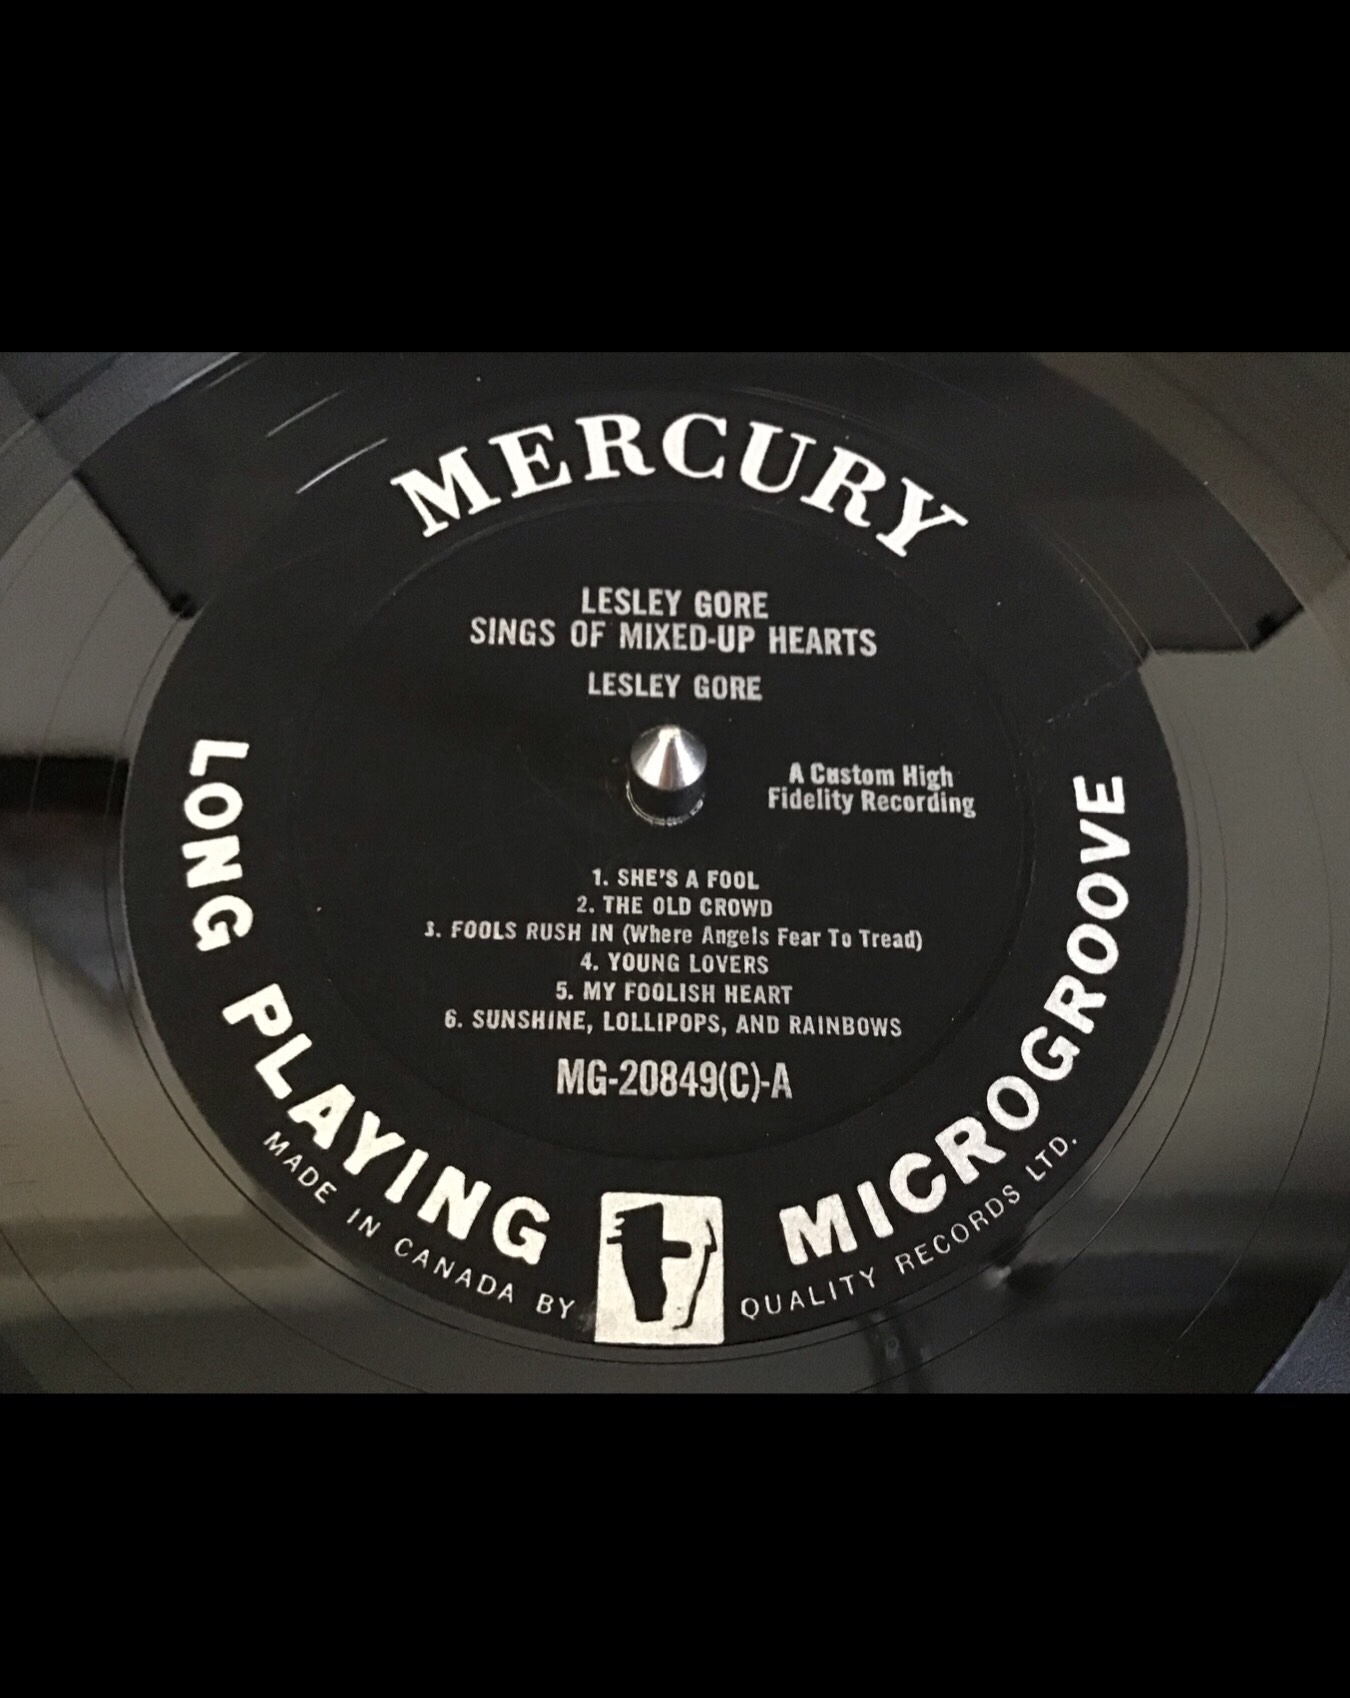 MERCURY
LESLEY GORE
SINGS OF MIXED-UP HEARTS
LESLEY GORE
A Custom High
Fidelity Recording
1. SHE'S A FOOL
2. THE OLD CROWD
3. FOOLS RUSH IN (Where Angels Fear To Tread)
4. YOUNG LOVERS
5. MY FOOLISH HEART
6. SUNSHINE, LOLLIPOPS, AND RAINBOWS
MG-20849(C)-A
LONG PLAYING
MICROGROOVE
MADE IN CANADA BY
QUALITY RECORDS LTD.